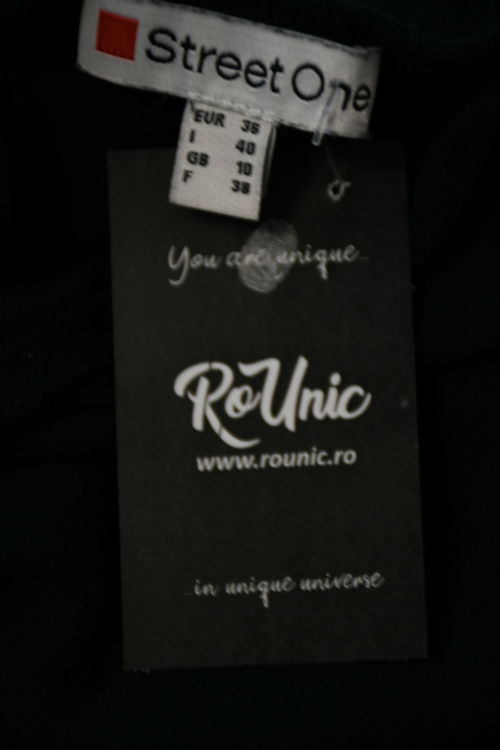 Street One
EUR 36
I 40
GB 10
F 38
You are unique...
RoUnic
www.rounic.ro
...in unique universe